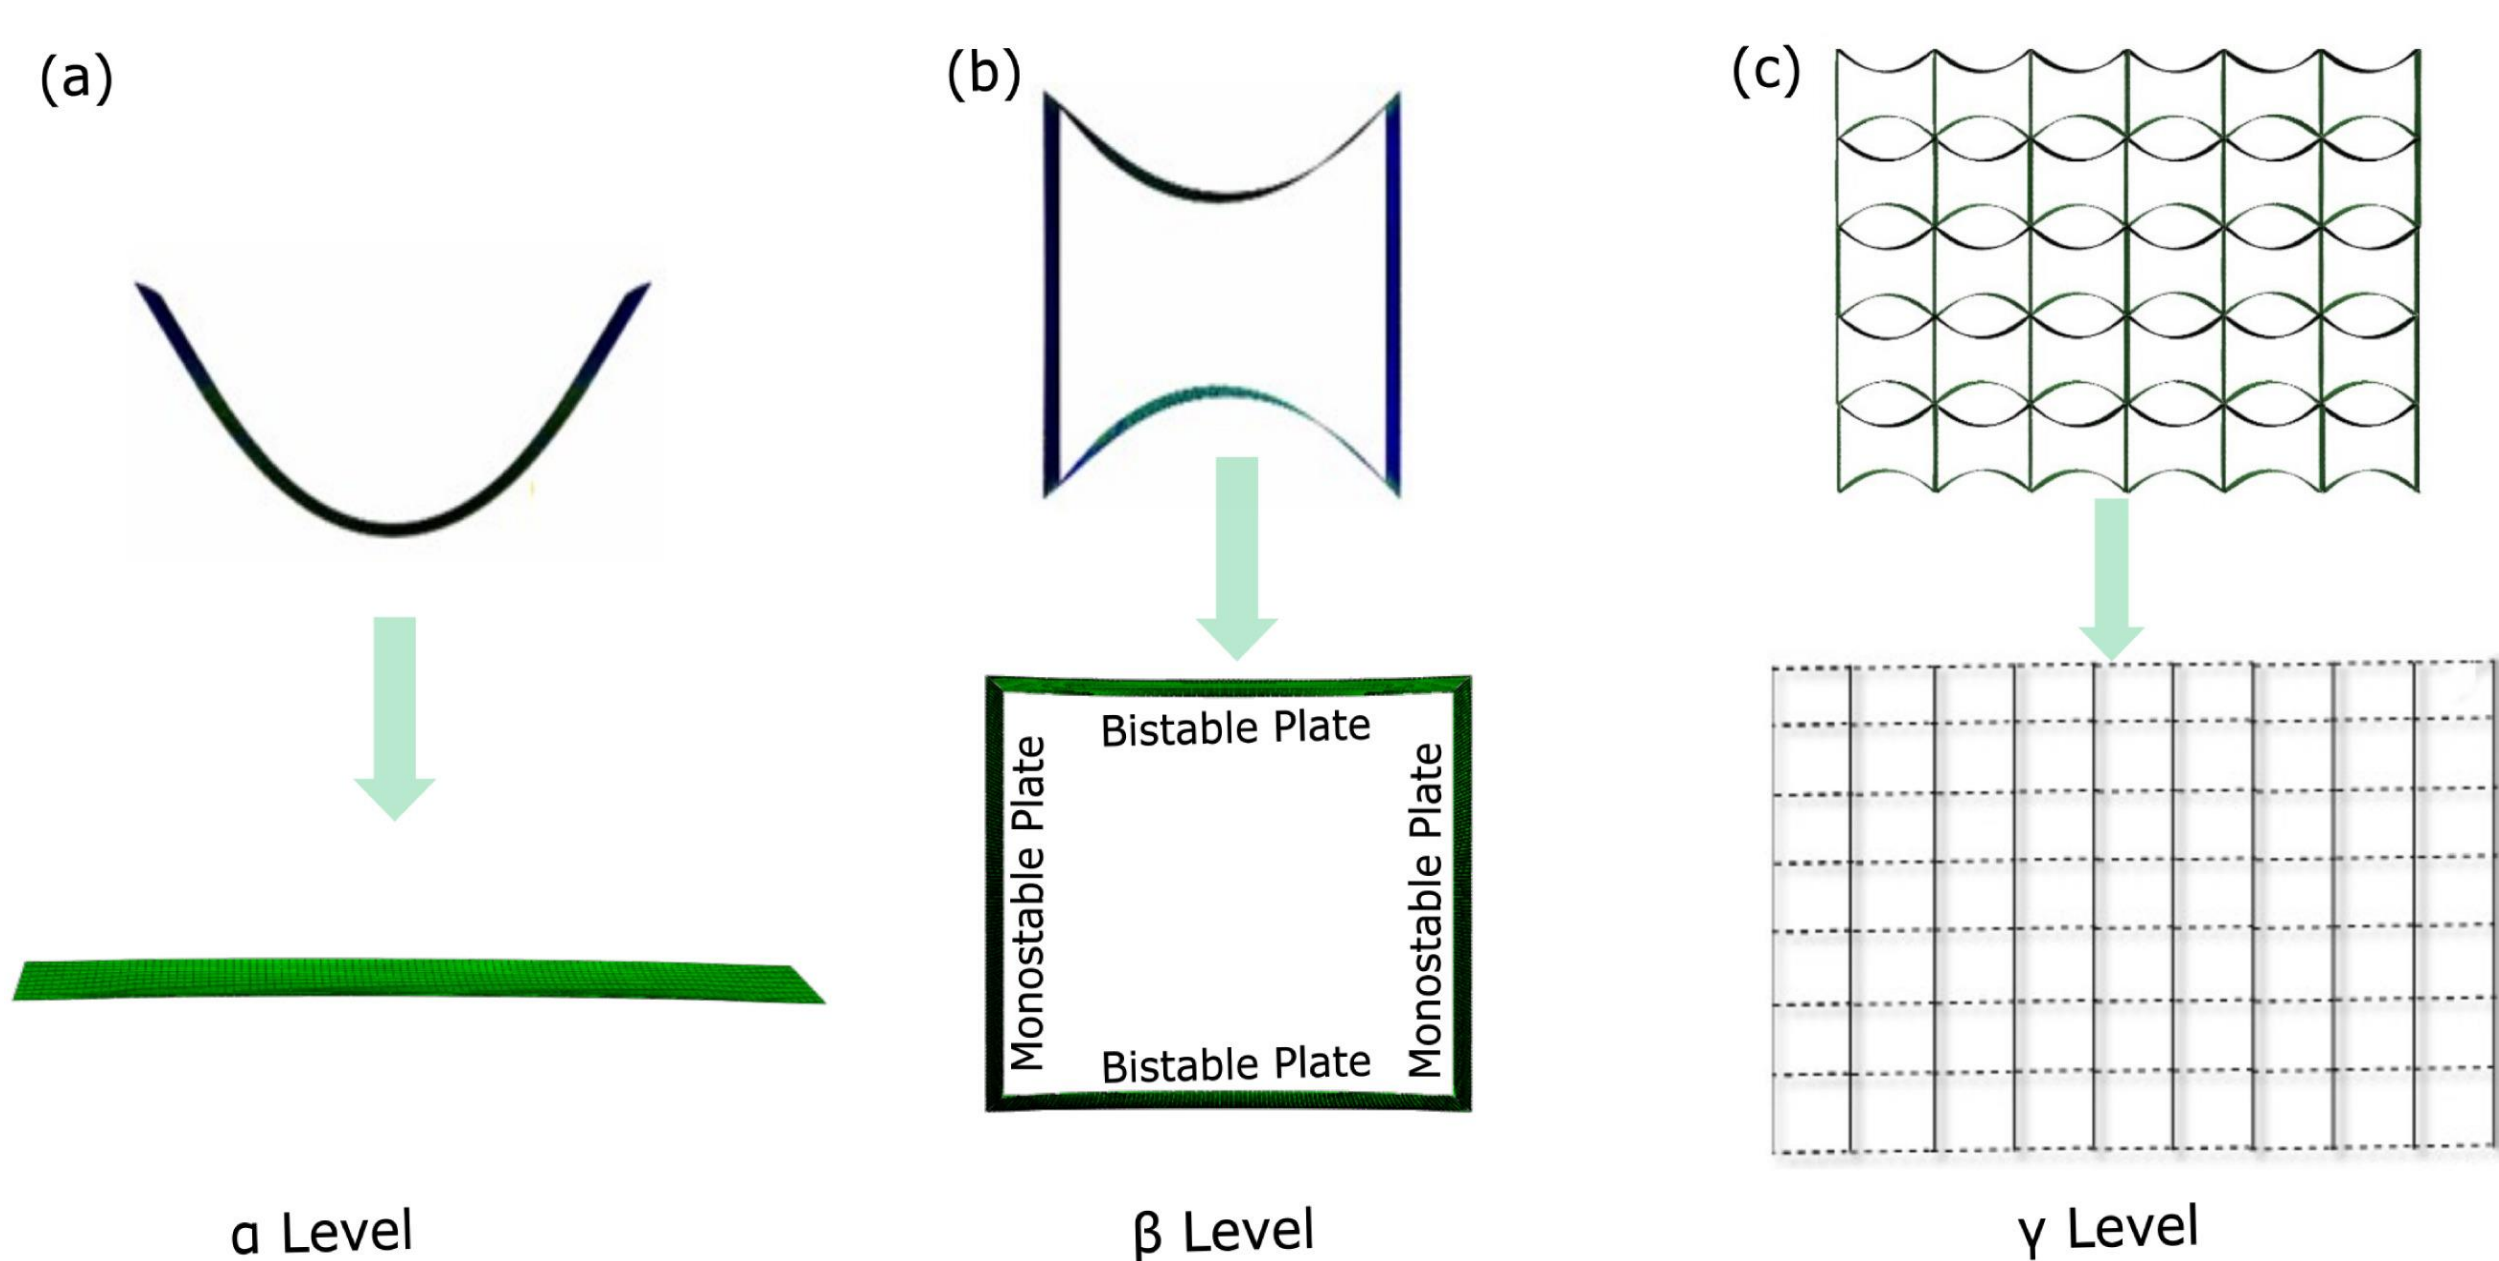 (a)
(b)
(c)
Bistable Plate
Monostable Plate
Monostable Plate
Bistable Plate
α Level
β Level
γ Level